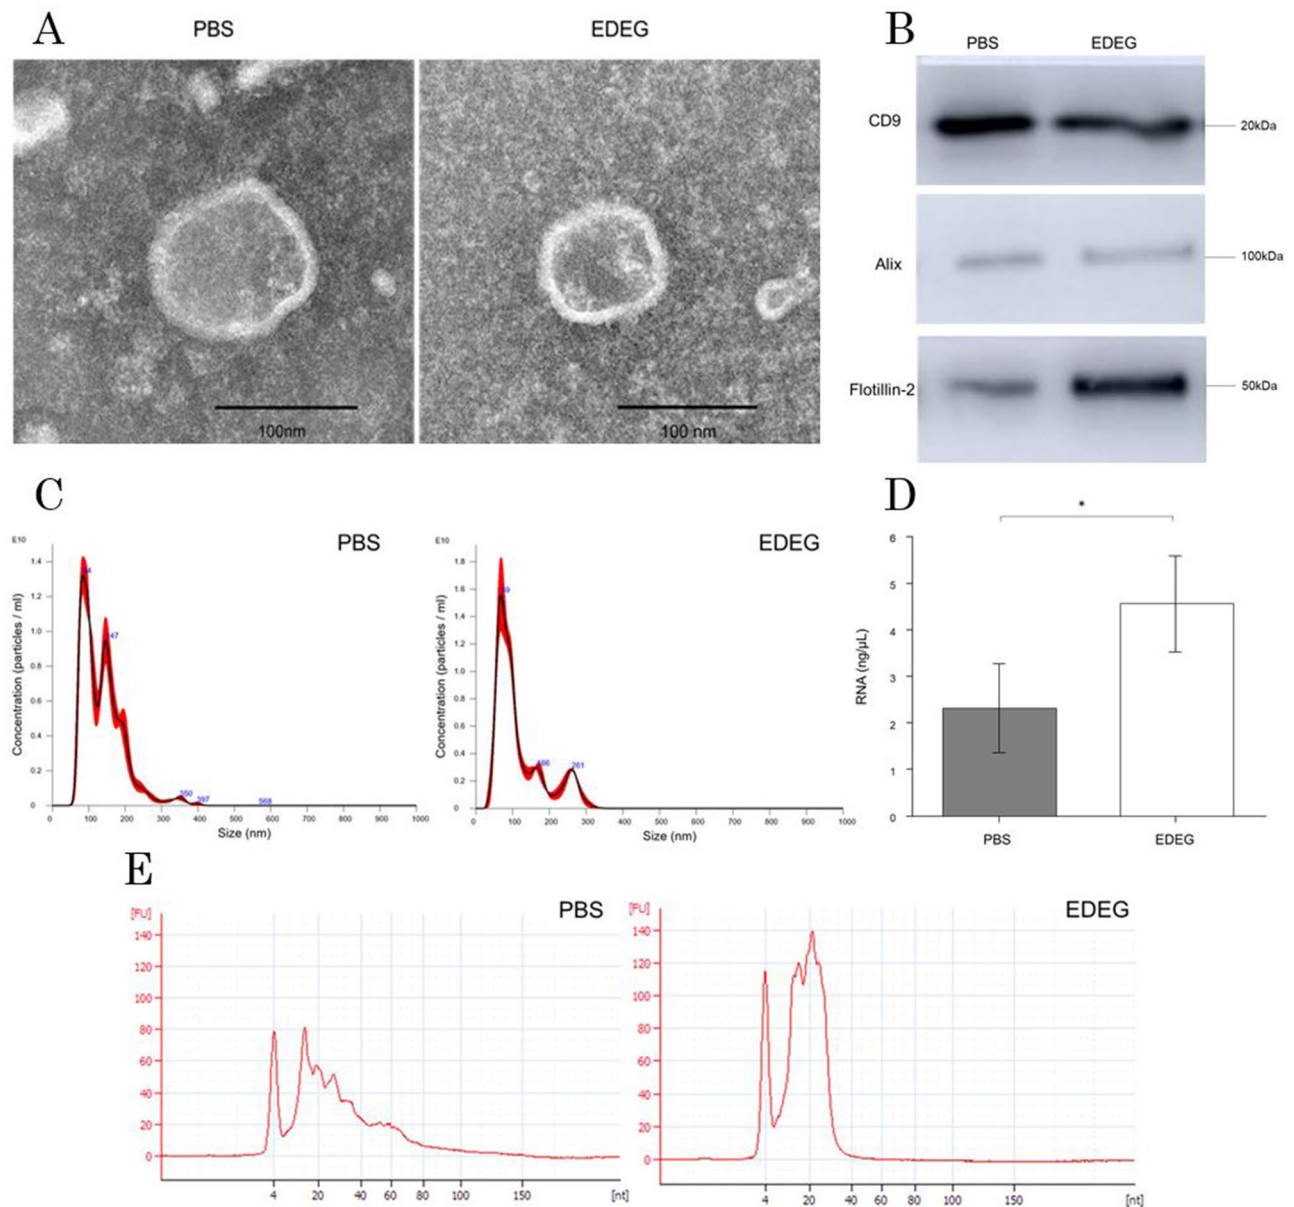 A
PBS
EDEG
100nm
100 nm
B
PBS
EDEG
CD9
20kDa
Alix
100kDa
Flotillin-2
50kDa
C
PBS
E10
Concentration (particles / ml)
1.4
1.2
1.0
0.8
0.6
0.4
0.2
0
147
350
397
568
0 100 200 300 400 500 600 700 800 900 1000
Size (nm)
EDEG
E10
Concentration (particles / ml)
1.8
1.6
1.4
1.2
1.0
0.8
0.6
0.4
0.2
0
261
0 100 200 300 400 500 600 700 800 900 1000
Size (nm)
D
*
RNA (ng/μL)
6
5
4
3
2
1
0
PBS
EDEG
E
PBS
[FU]
140
120
100
80
60
40
20
0
4 20 40 60 80 100 150 [nt]
EDEG
[FU]
140
120
100
80
60
40
20
0
4 20 40 60 80 100 150 [nt]